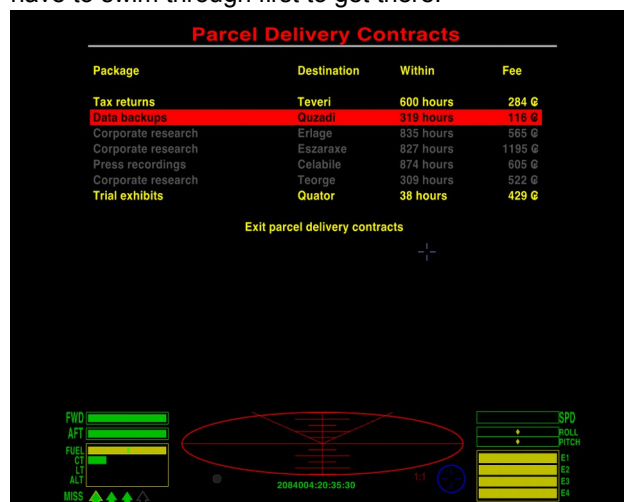 have to swim through first to get there.
Parcel Delivery Contracts
Package Destination Within Fee
Tax returns Teveri 600 hours 284 ₢
Data backups Quzadi 319 hours 116 ₢
Corporate research Erlage 835 hours 565 ₢
Corporate research Eszaraxe 827 hours 1195 ₢
Press recordings Celabile 874 hours 605 ₢
Corporate research Teorge 309 hours 522 ₢
Trial exhibits Quator 38 hours 429 ₢
Exit parcel delivery contracts
FWD SPD
AFT ROLL
PITCH
FUEL E1
CT E2
LT E3
ALT E4
1:1
2084004:20:35:30
MISS